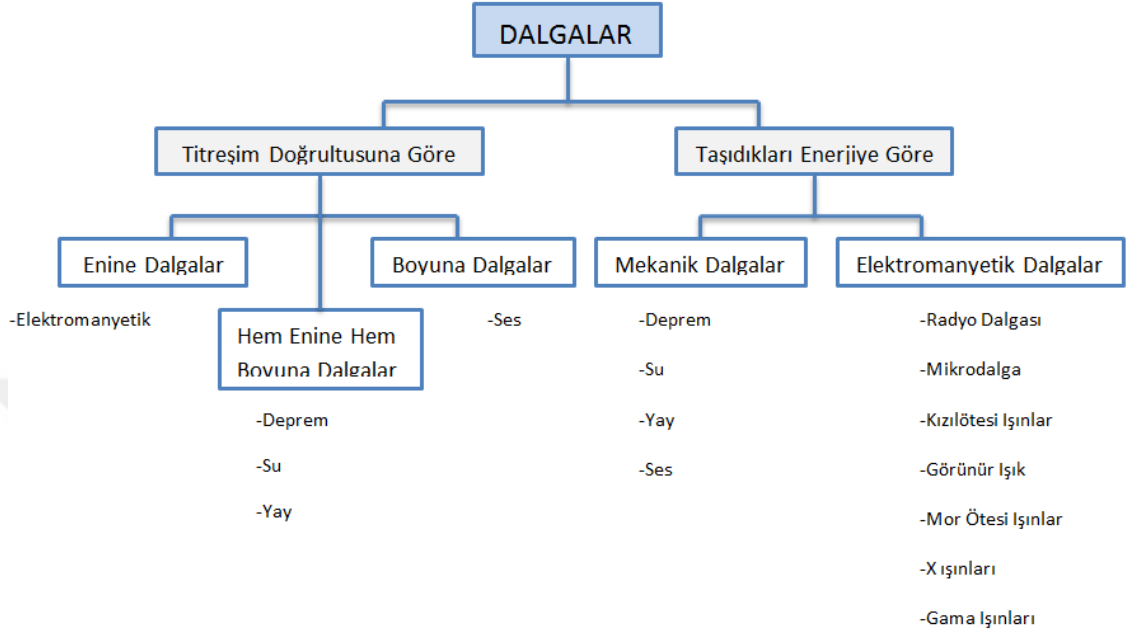 DALGALAR
Titreşim Doğrultusuna Göre
Taşıdıkları Enerjiye Göre
Enine Dalgalar
Boyuna Dalgalar
Mekanik Dalgalar
Elektromanyetik Dalgalar
-Elektromanyetik
Hem Enine Hem
Boyuna Dalgalar
-Deprem
-Su
-Yay
-Ses
-Deprem
-Su
-Yay
-Ses
-Radyo Dalgası
-Mikrodalga
-Kızılötesi Işınlar
-Görünür Işık
-Mor Ötesi Işınlar
-X ışınları
-Gama Işınları